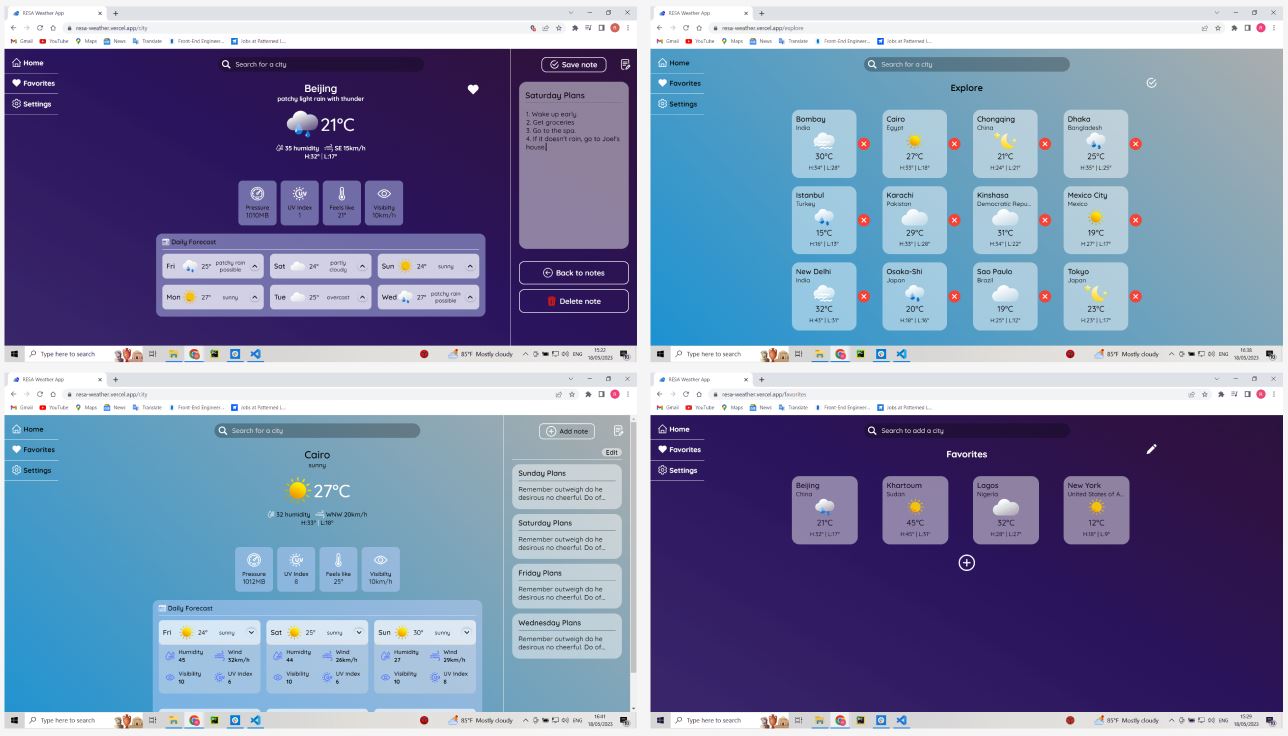 RESA Weather App
resa-weather.vercel.app/city
Gmail YouTube Maps News Translate Front-End Engineer... Jobs at Patterned L...
Home
Favorites
Settings
Search for a city
Beijing
patchy light rain with thunder
21°C
35 humidity SE 15km/h
H:32° | L:17°
Pressure
1010MB
UV Index
1
Feels like
21°
Visibilty
10km/h
Daily Forecast
Fri 25° patchy rain possible
Sat 24° partly cloudy
Sun 24° sunny
Mon 27° sunny
Tue 25° overcast
Wed 27° patchy rain possible
Save note
Saturday Plans
1. Wake up early.
2. Get groceries
3. Go to the spa.
4. If it doesn't rain, go to Joel's
house.
Back to notes
Delete note
Type here to search
85°F Mostly cloudy
ENG
15:22
18/05/2023
RESA Weather App
resa-weather.vercel.app/explore
Gmail YouTube Maps News Translate Front-End Engineer... Jobs at Patterned L...
Home
Favorites
Settings
Search for a city
Explore
Bombay
India
30°C
H:34° | L:28°
Cairo
Egypt
27°C
H:33° | L:18°
Chongqing
China
21°C
H:24° | L:21°
Dhaka
Bangladesh
25°C
H:35° | L:25°
Istanbul
Turkey
15°C
H:16° | L:13°
Karachi
Pakistan
29°C
H:33° | L:28°
Kinshasa
Democratic Repu...
31°C
H:34° | L:22°
Mexico City
Mexico
19°C
H:27° | L:17°
New Delhi
India
32°C
H:43° | L:31°
Osaka-Shi
Japan
20°C
H:18° | L:16°
Sao Paulo
Brazil
19°C
H:25° | L:12°
Tokyo
Japan
23°C
H:23° | L:17°
Type here to search
85°F Mostly cloudy
ENG
16:38
18/05/2023
RESA Weather App
resa-weather.vercel.app/city
Gmail YouTube Maps News Translate Front-End Engineer... Jobs at Patterned L...
Home
Favorites
Settings
Search for a city
Cairo
sunny
27°C
32 humidity WNW 20km/h
H:33° | L:18°
Pressure
1012MB
UV Index
8
Feels like
25°
Visibilty
10km/h
Daily Forecast
Fri 24° sunny
Humidity
45
Wind
32km/h
Visibility
10
UV Index
6
Sat 25° sunny
Humidity
44
Wind
26km/h
Visibility
10
UV Index
6
Sun 30° sunny
Humidity
27
Wind
29km/h
Visibility
10
UV Index
8
Add note
Edit
Sunday Plans
Remember outweigh do he
desirous no cheerful. Do of...
Saturday Plans
Remember outweigh do he
desirous no cheerful. Do of...
Friday Plans
Remember outweigh do he
desirous no cheerful. Do of...
Wednesday Plans
Remember outweigh do he
desirous no cheerful. Do of...
Type here to search
85°F Mostly cloudy
ENG
16:41
18/05/2023
RESA Weather App
resa-weather.vercel.app/favorites
Gmail YouTube Maps News Translate Front-End Engineer... Jobs at Patterned L...
Home
Favorites
Settings
Search to add a city
Favorites
Beijing
China
21°C
H:32° | L:17°
Khartoum
Sudan
45°C
H:45° | L:31°
Lagos
Nigeria
32°C
H:28° | L:27°
New York
United States of A...
12°C
H:18° | L:9°
Type here to search
85°F Mostly cloudy
ENG
15:29
18/05/2023